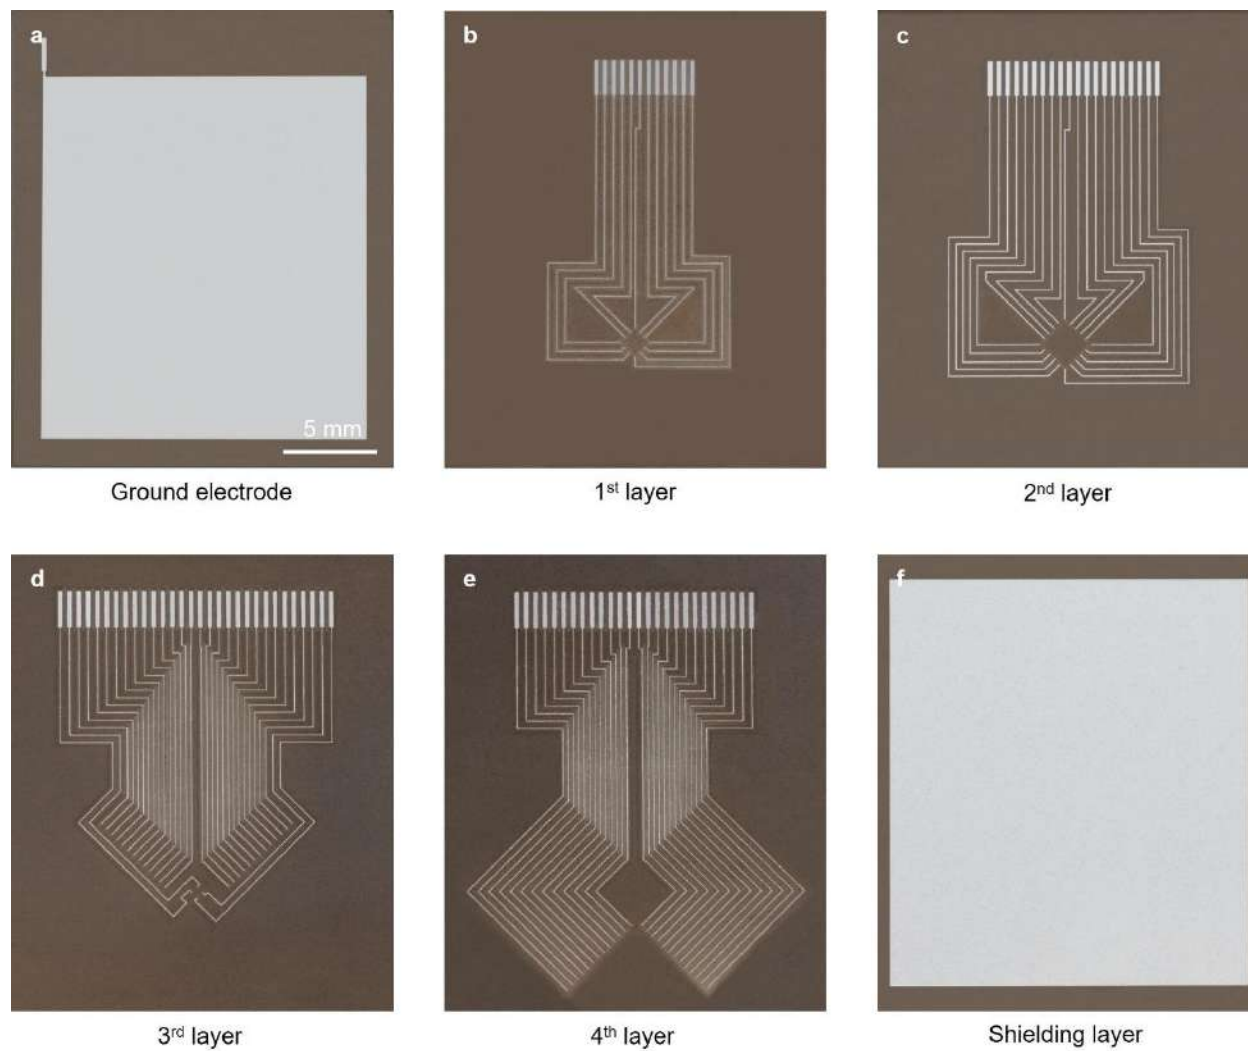 a
b
c
5 mm
Ground electrode
1st layer
2nd layer
d
e
f
3rd layer
4th layer
Shielding layer